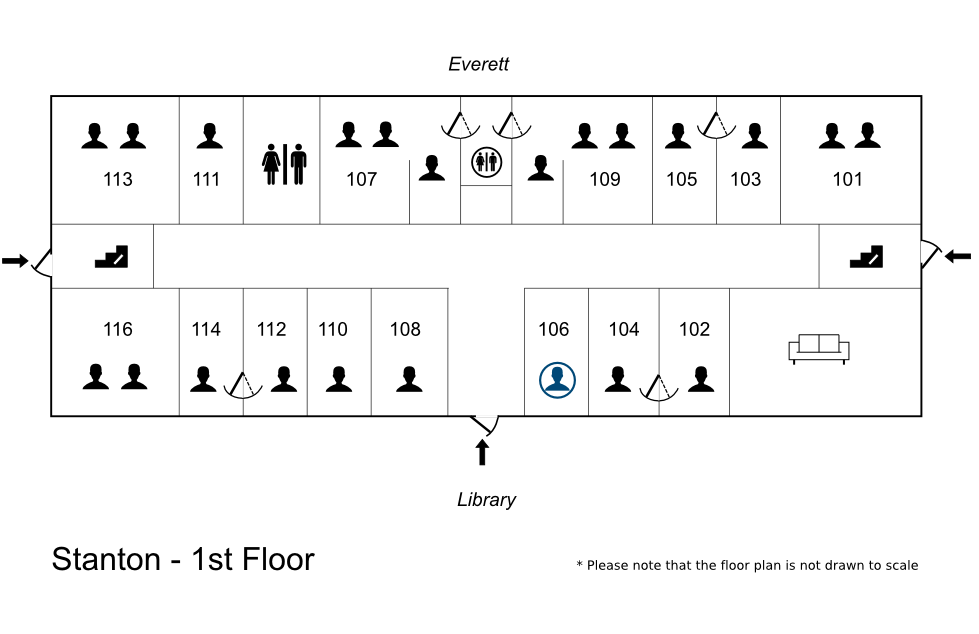 Everett
113 111 107 109 105 103 101
116 114 112 110 108 106 104 102
Library
Stanton - 1st Floor
* Please note that the floor plan is not drawn to scale